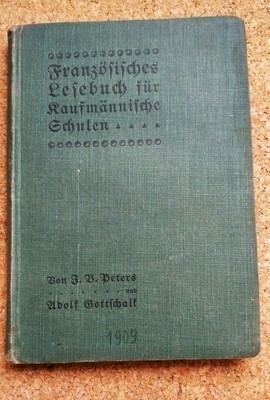 Französisches
Lesebuch für
Kaufmännische
Schulen
Von J. B. Peters
und
Adolf Gottschalk
1909